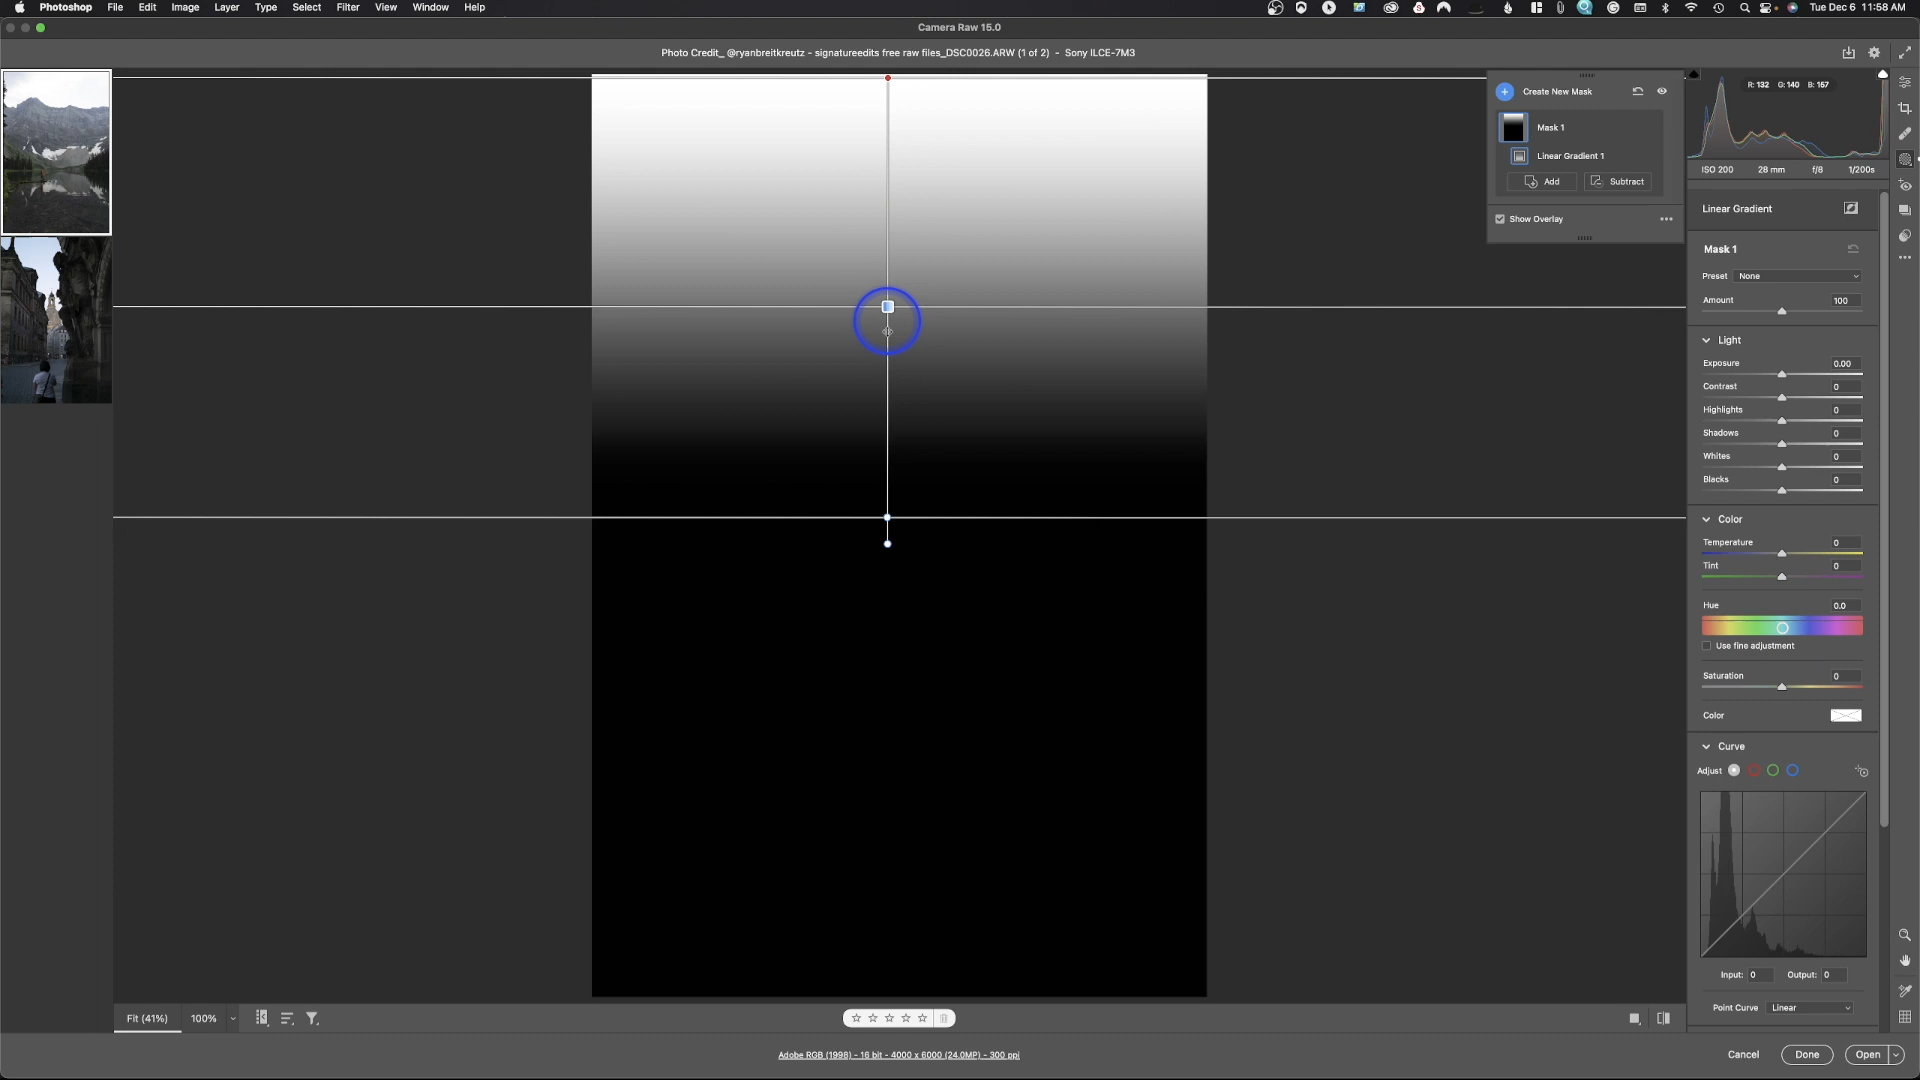 Photoshop File Edit Image Layer Type Select Filter View Window Help Tue Dec 6 11:58 AM
Camera Raw 15.0
Photo Credit_ @ryanbreitkreutz - signatureedits free raw files_DSC0026.ARW (1 of 2) - Sony ILCE-7M3
R: 132 G: 140 B: 157
Create New Mask
Mask 1
Linear Gradient 1
Add Subtract
Show Overlay
ISO 200 28 mm f/8 1/200s
Linear Gradient
Mask 1
Preset None
Amount 100
Light
Exposure 0.00
Contrast 0
Highlights 0
Shadows 0
Whites 0
Blacks 0
Color
Temperature 0
Tint 0
Hue 0.0
Use fine adjustment
Saturation 0
Color
Curve
Adjust
Input: 0 Output: 0
Point Curve Linear
Fit (41%) 100%
Adobe RGB (1998) - 16 bit - 4000 x 6000 (24.0MP) - 300 ppi
Cancel Done Open